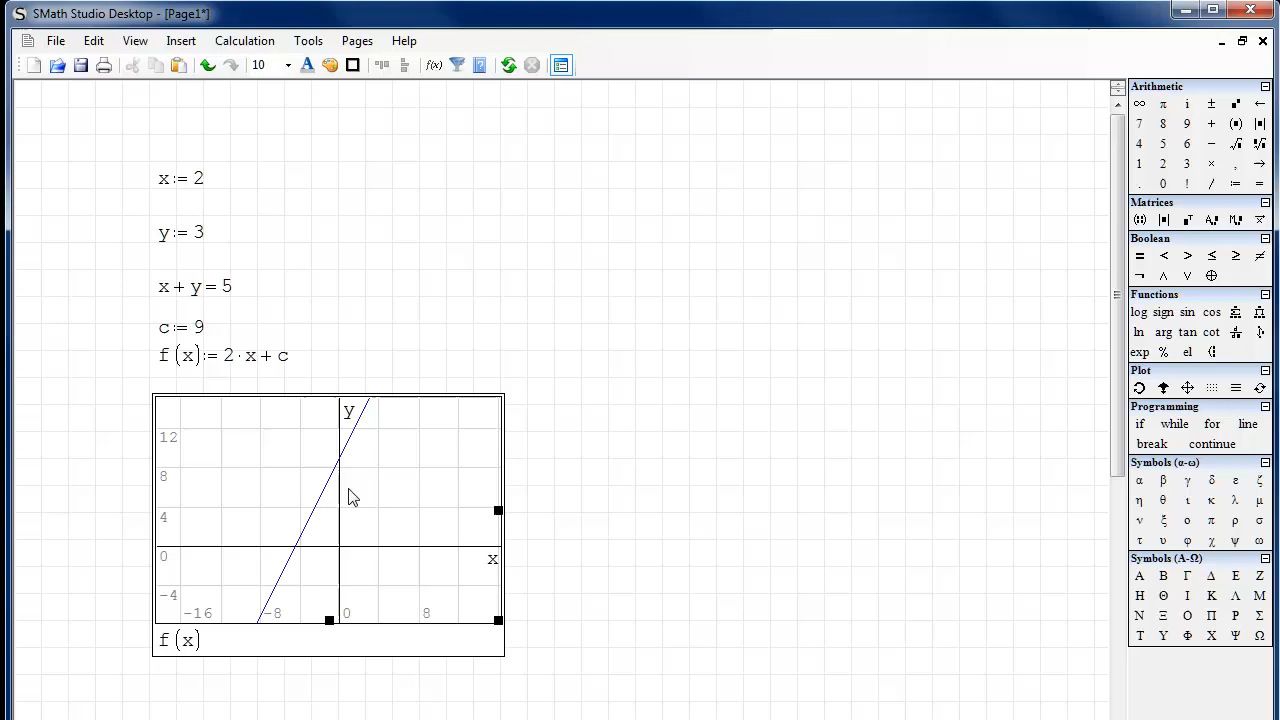 SMath Studio Desktop - [Page1*]
File Edit View Insert Calculation Tools Pages Help
10 A f(x)
x:= 2
y:= 3
x + y = 5
c:= 9
f (x):= 2 · x + c
y
12
8
4
0
x
-4
-16 -8 0 8
f (x)
Arithmetic
∞ π i ± ←
7 8 9 +
4 5 6 −
1 2 3 × , →
. 0 ! / := =
Matrices
Boolean
= < > ≤ ≥ ≠
¬ ∧ ∨ ⊕
Functions
log sign sin cos
ln arg tan cot
exp % el
Plot
Programming
if while for line
break continue
Symbols (α-ω)
α β γ δ ε ζ
η θ ι κ λ μ
ν ξ ο π ρ σ
τ υ φ χ ψ ω
Symbols (Α-Ω)
Α Β Γ Δ Ε Ζ
Η Θ Ι Κ Λ Μ
Ν Ξ Ο Π Ρ Σ
Τ Υ Φ Χ Ψ Ω